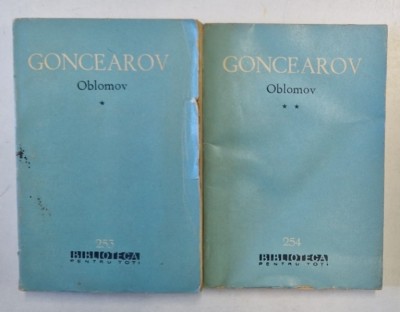 GONCEAROV
Oblomov
*
253
BIBLIOTECA
PENTRU TOȚI
GONCEAROV
Oblomov
**
254
BIBLIOTECA
PENTRU TOȚI